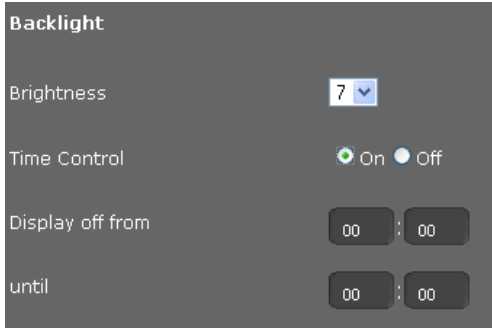 Backlight
Brightness 7
Time Control On Off
Display off from 00 : 00
until 00 : 00